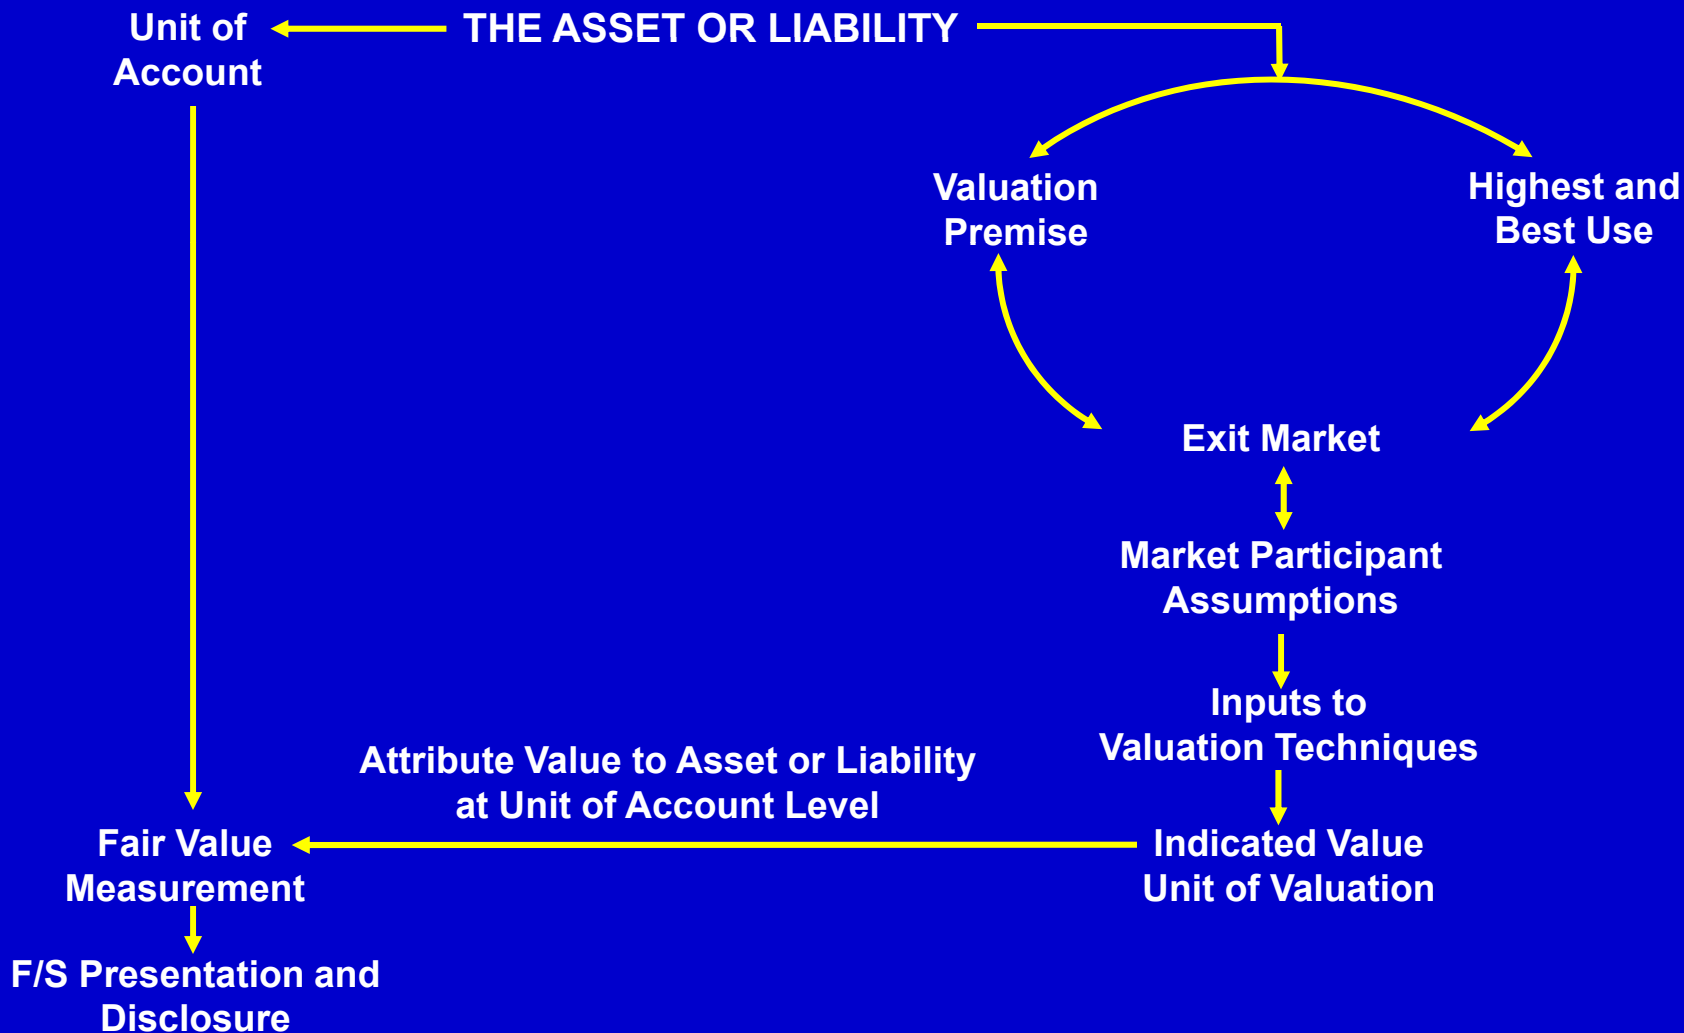 Unit of
Account
THE ASSET OR LIABILITY
Valuation
Premise
Highest and
Best Use
Exit Market
Market Participant
Assumptions
Inputs to
Valuation Techniques
Attribute Value to Asset or Liability
at Unit of Account Level
Fair Value
Measurement
Indicated Value
Unit of Valuation
F/S Presentation and
Disclosure